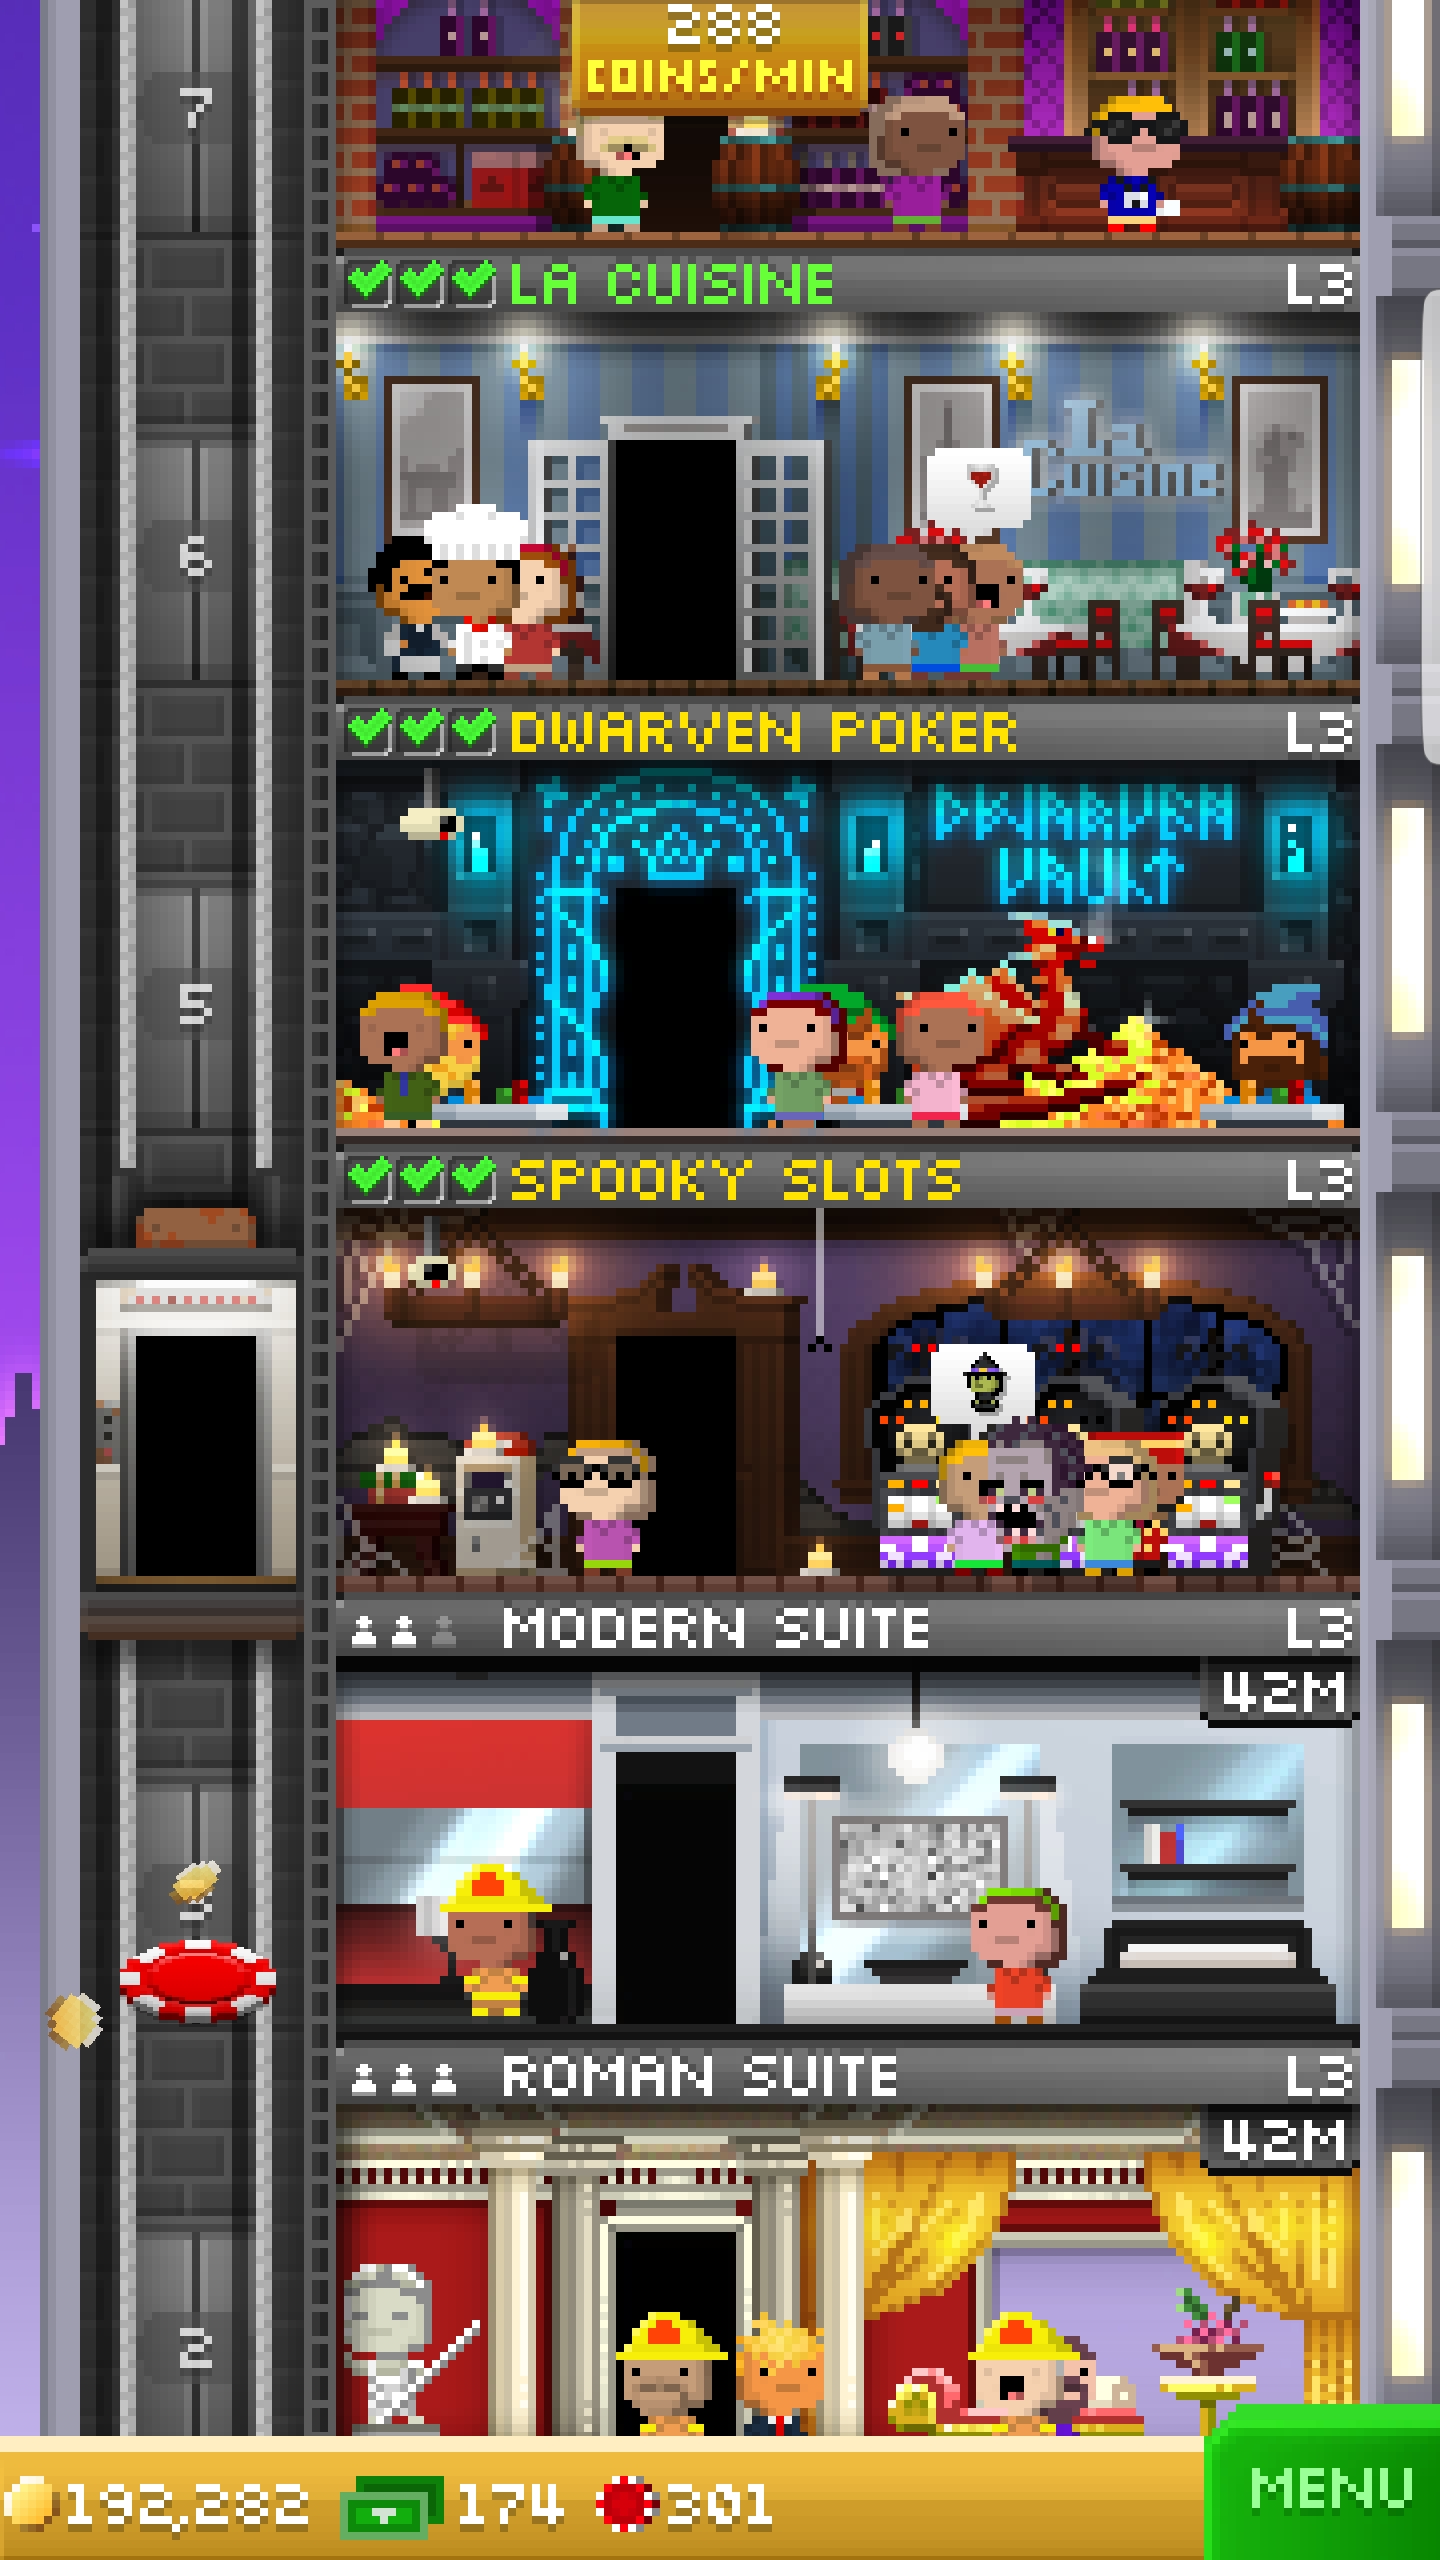 288
COINS/MIN
7
LA CUISINE L3
La
Cuisine
6
DWARVEN POKER L3
DWARVEN
VAULT
5
SPOOKY SLOTS L3
MODERN SUITE L3
42M
ROMAN SUITE L3
42M
2
192,282 174 301
MENU